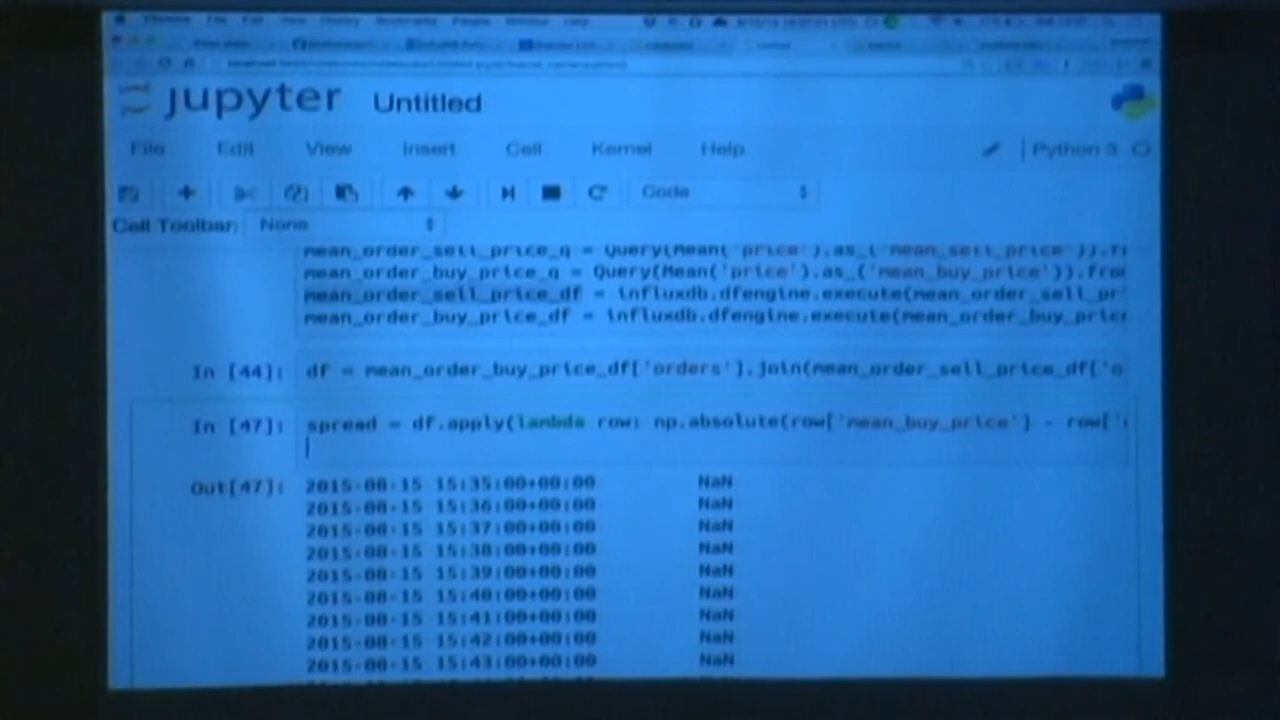 jupyter Untitled
File Edit View Insert Cell Kernel Help Python 3
Code
Cell Toolbar: None
mean_order_sell_price_q = Query(Mean('price').as_('mean_sell_price')).fr
mean_order_buy_price_q = Query(Mean('price').as_('mean_buy_price')).from
mean_order_sell_price_df = influxdb.dfengine.execute(mean_order_sell_pr
mean_order_buy_price_df = influxdb.dfengine.execute(mean_order_buy_price
In [44]: df = mean_order_buy_price_df['orders'].join(mean_order_sell_price_df['o
In [47]: spread = df.apply(lambda row: np.absolute(row['mean_buy_price'] - row['
Out[47]: 2015-08-15 15:35:00+00:00 NaN
2015-08-15 15:36:00+00:00 NaN
2015-08-15 15:37:00+00:00 NaN
2015-08-15 15:38:00+00:00 NaN
2015-08-15 15:39:00+00:00 NaN
2015-08-15 15:40:00+00:00 NaN
2015-08-15 15:41:00+00:00 NaN
2015-08-15 15:42:00+00:00 NaN
2015-08-15 15:43:00+00:00 NaN